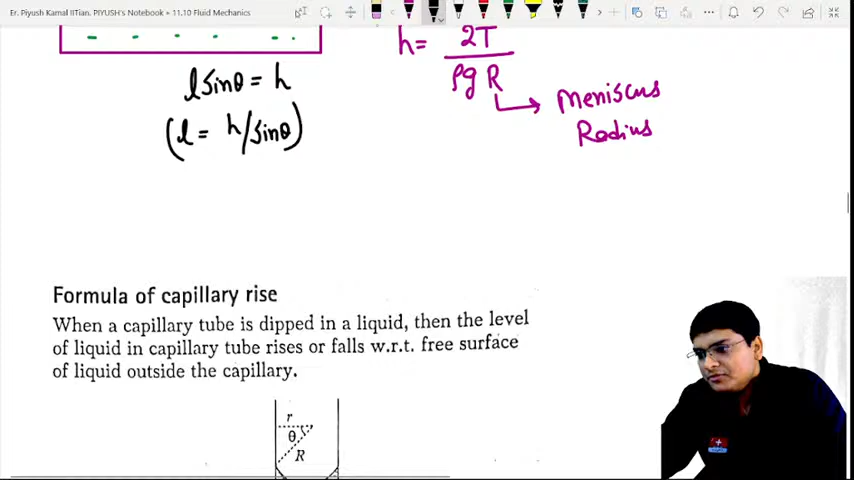 Er. Piyush Kamal IITian. PIYUSH's Notebook » 11.10 Fluid Mechanics
h = 2T
ρg R
Meniscus
Radius
l sinθ = h
(l = h/sinθ)
Formula of capillary rise
When a capillary tube is dipped in a liquid, then the level
of liquid in capillary tube rises or falls w.r.t. free surface
of liquid outside the capillary.
r
θ
R